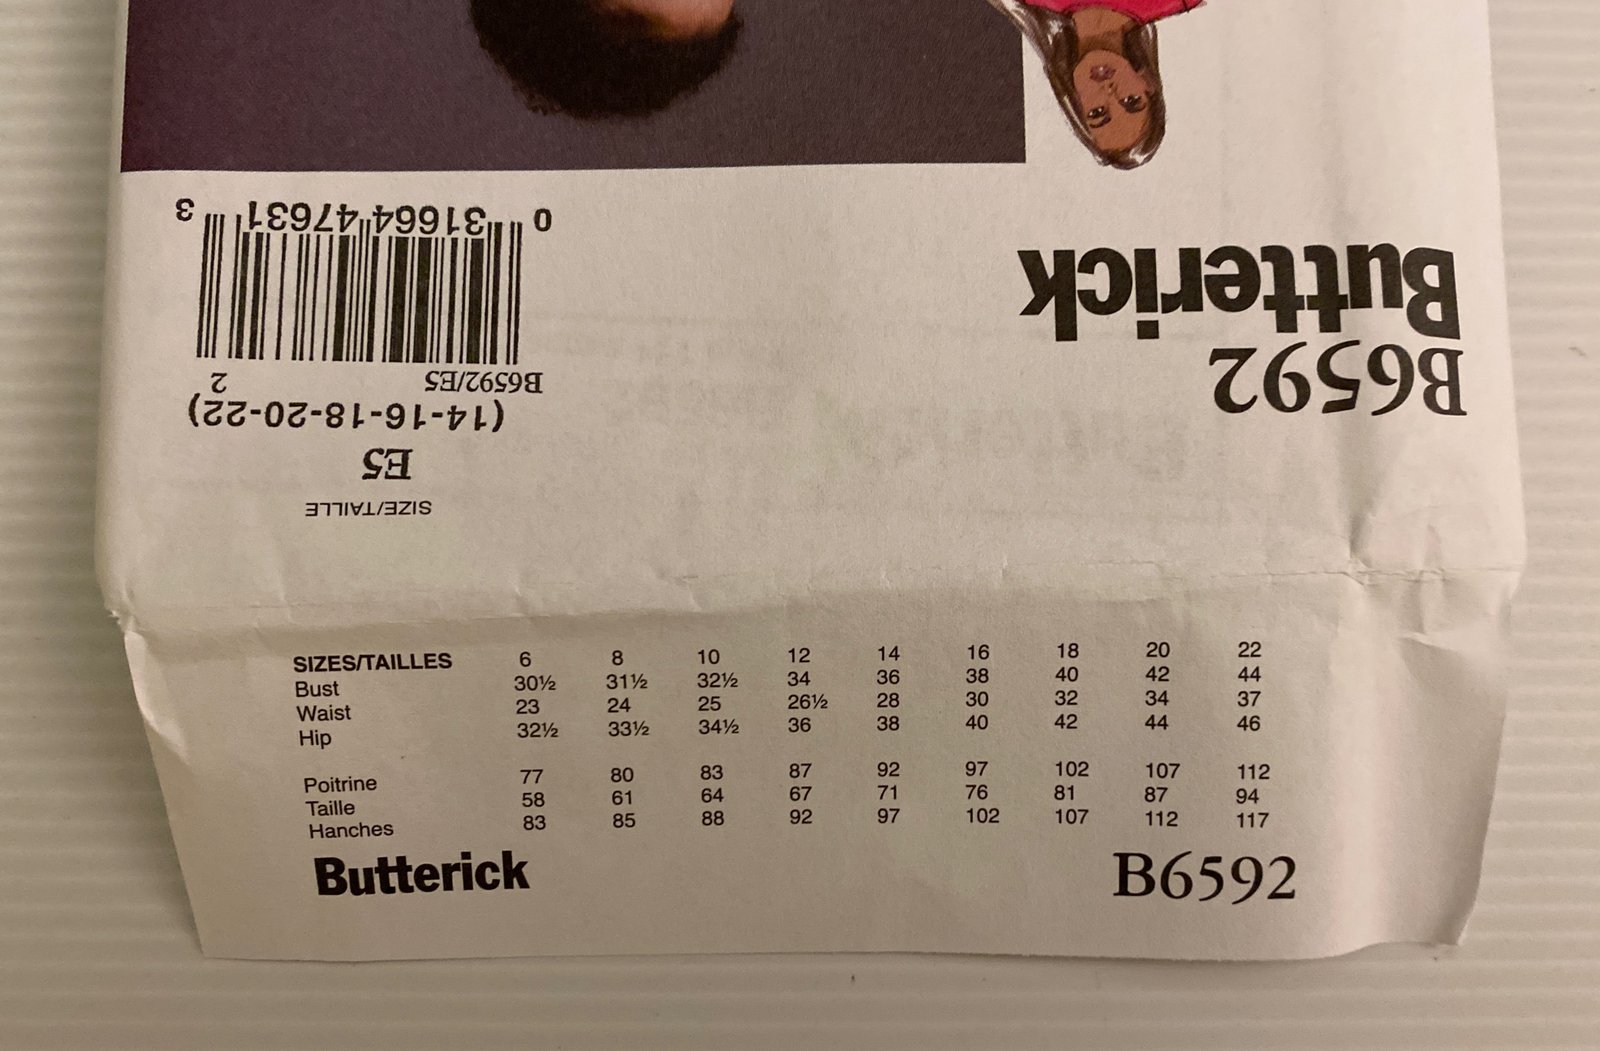 SIZE/TAILLE
E5
(14-16-18-20-22)
B6592/E5 2
0 31664 47631 3
B6592
Butterick
SIZES/TAILLES 6 8 10 12 14 16 18 20 22
Bust 30½ 31½ 32½ 34 36 38 40 42 44
Waist 23 24 25 26½ 28 30 32 34 37
Hip 32½ 33½ 34½ 36 38 40 42 44 46
Poitrine 77 80 83 87 92 97 102 107 112
Taille 58 61 64 67 71 76 81 87 94
Hanches 83 85 88 92 97 102 107 112 117
Butterick B6592